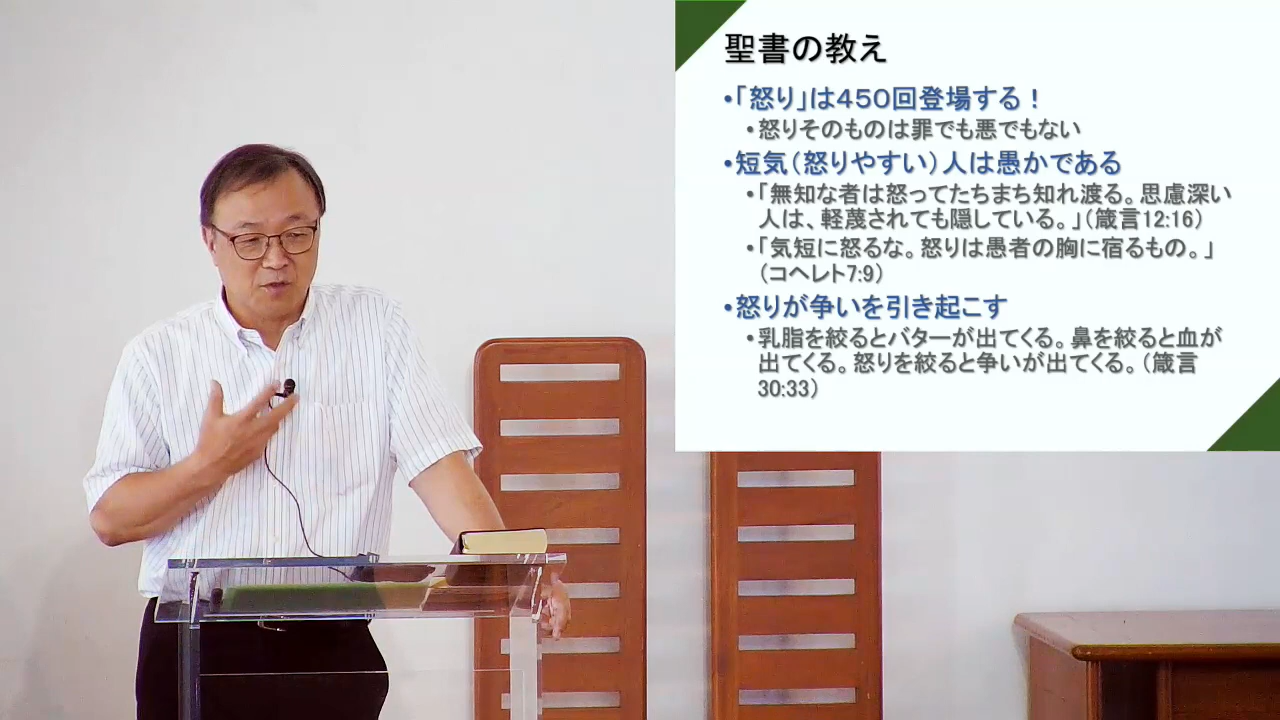 聖書の教え
•「怒り」は450回登場する！
•怒りそのものは罪でも悪でもない
•短気（怒りやすい）人は愚かである
•「無知な者は怒ってたちまち知れ渡る。思慮深い
人は、軽蔑されても隠している。」（箴言12:16）
•「気短に怒るな。怒りは愚者の胸に宿るもの。」
（コヘレト7:9）
•怒りが争いを引き起こす
•乳脂を絞るとバターが出てくる。鼻を絞ると血が
出てくる。怒りを絞ると争いが出てくる。（箴言
30:33）